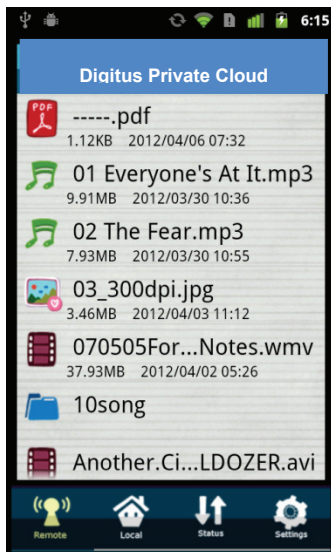 6:15
Digitus Private Cloud
PDF
-----.pdf
1.12KB 2012/04/06 07:32
01 Everyone's At It.mp3
9.91MB 2012/03/30 10:36
02 The Fear.mp3
7.93MB 2012/03/30 10:55
03_300dpi.jpg
3.46MB 2012/04/03 11:12
070505For...Notes.wmv
37.93MB 2012/04/02 05:26
10song
Another.Ci...LDOZER.avi
Remote Local Status Settings